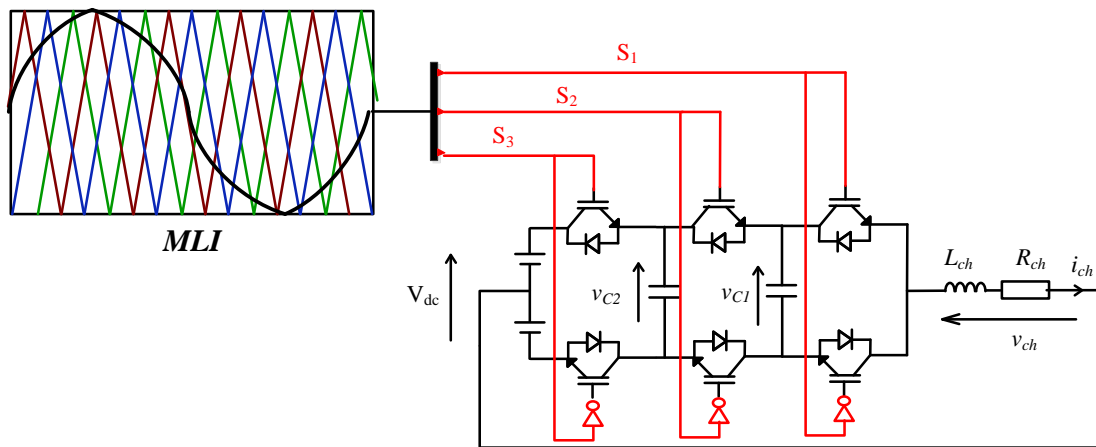 S1
S2
S3
MLI
Vdc
vC2
vC1
Lch
Rch
ich
vch